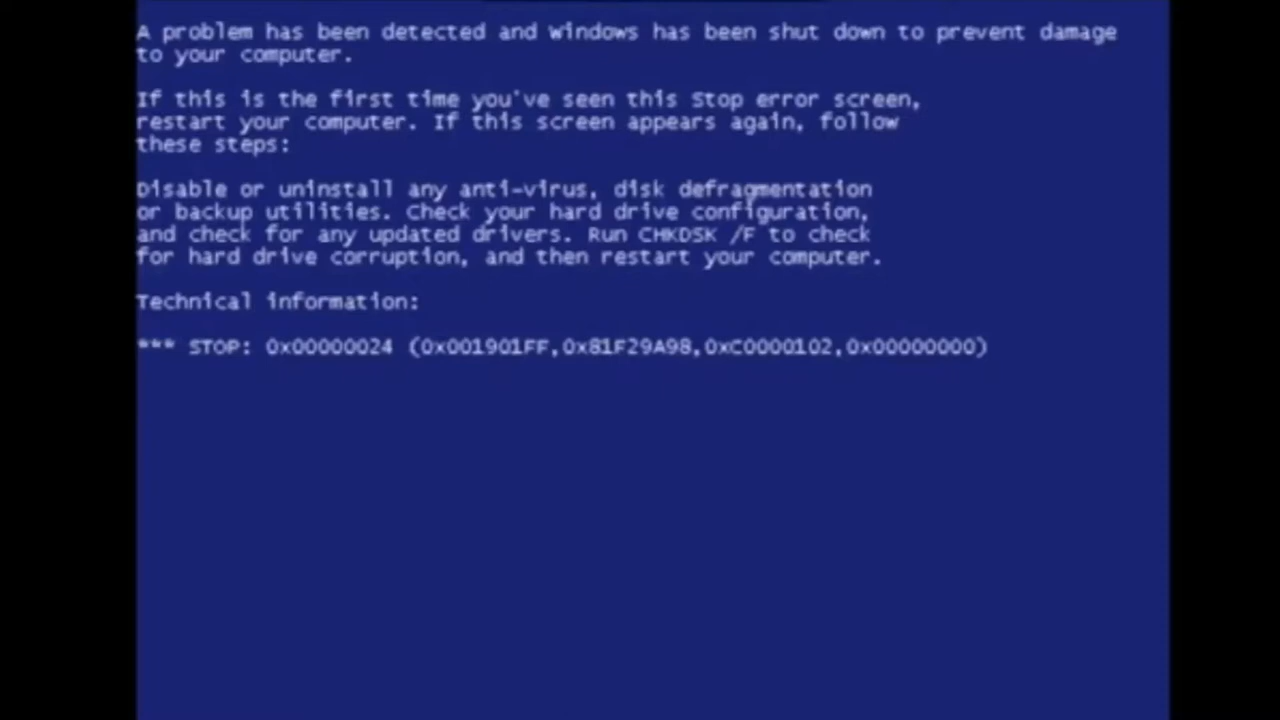 A problem has been detected and Windows has been shut down to prevent damage
to your computer.
If this is the first time you've seen this Stop error screen,
restart your computer. If this screen appears again, follow
these steps:
Disable or uninstall any anti-virus, disk defragmentation
or backup utilities. Check your hard drive configuration,
and check for any updated drivers. Run CHKDSK /F to check
for hard drive corruption, and then restart your computer.
Technical information:
*** STOP: 0x00000024 (0x001901FF,0x81F29A98,0xC0000102,0x00000000)